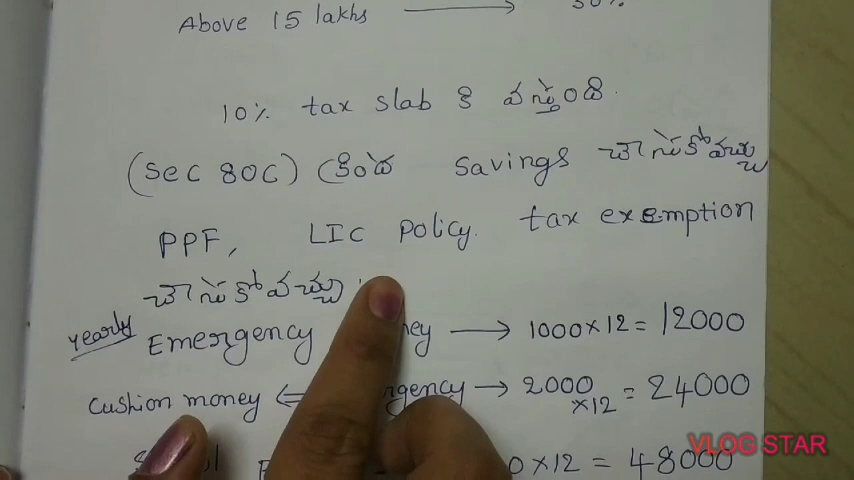 Above 15 lakhs → 30%
10% tax slab కి వస్తుంది.
(Sec 80C) క్రింద savings చేసుకోవచ్చు
PPF, LIC Policy. tax exemption
చేసుకోవచ్చు.
yearly Emergency → 1000×12 = 12000
Cushion money ⇐ → 2000 ×12 = 24000
×12 = 48000
VLOG STAR